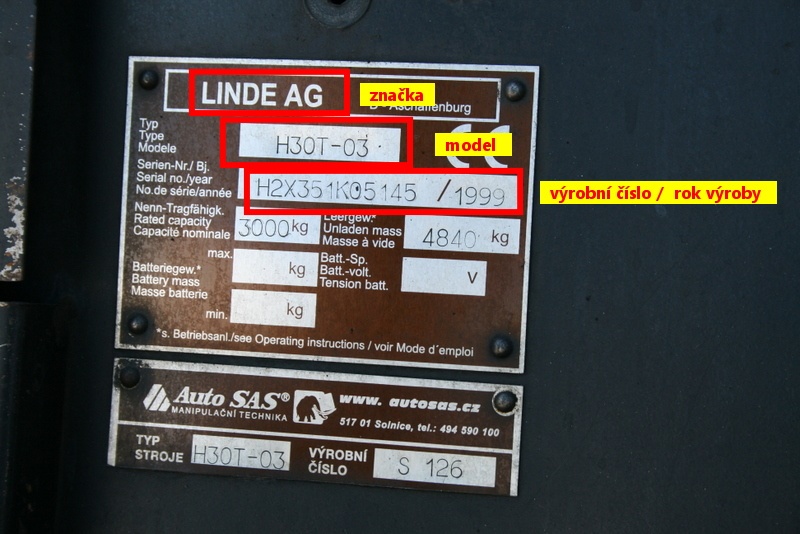 LINDE AG
značka
D - Aschaffenburg
Typ
Type
Modele
H30T-03
model
CE
Serien-Nr./ Bj.
Serial no./year
No.de série/année
H2X351K05145 / 1999
výrobní číslo / rok výroby
Nenn-Tragfähigk.
Rated capacity
Capacité nominale
3000 kg
Leergew.*
Unladen mass
Masse à vide
4840 kg
max.
Batteriegew.*
Battery mass
Masse batterie
kg
Batt.-Sp.
Batt.-volt.
Tension batt.
V
min.
kg
*s. Betriebsanl./see Operating instructions / voir Mode d´emploi
Auto SAS®
MANIPULAČNÍ TECHNIKA
www. autosas.cz
517 01 Solnice, tel.: 494 590 100
TYP
STROJE
H30T-03
VÝROBNÍ
ČÍSLO
S 126